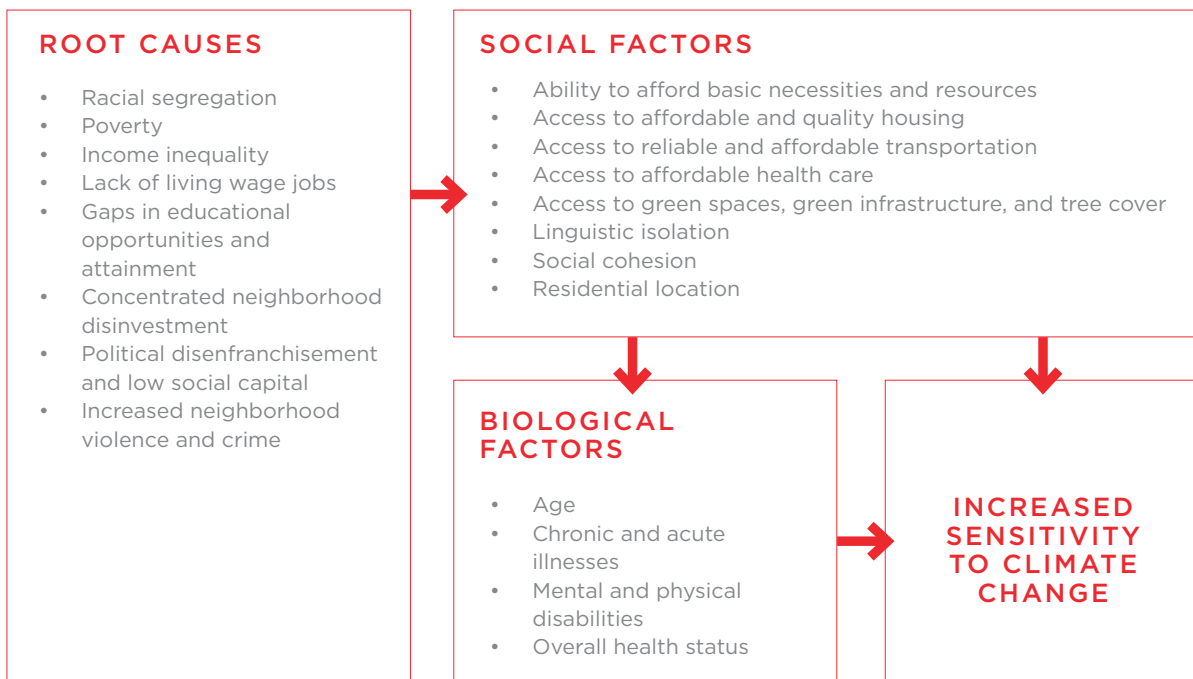 ROOT CAUSES
• Racial segregation
• Poverty
• Income inequality
• Lack of living wage jobs
• Gaps in educational
opportunities and
attainment
• Concentrated neighborhood
disinvestment
• Political disenfranchisement
and low social capital
• Increased neighborhood
violence and crime
SOCIAL FACTORS
• Ability to afford basic necessities and resources
• Access to affordable and quality housing
• Access to reliable and affordable transportation
• Access to affordable health care
• Access to green spaces, green infrastructure, and tree cover
• Linguistic isolation
• Social cohesion
• Residential location
BIOLOGICAL
FACTORS
• Age
• Chronic and acute
illnesses
• Mental and physical
disabilities
• Overall health status
INCREASED
SENSITIVITY
TO CLIMATE
CHANGE